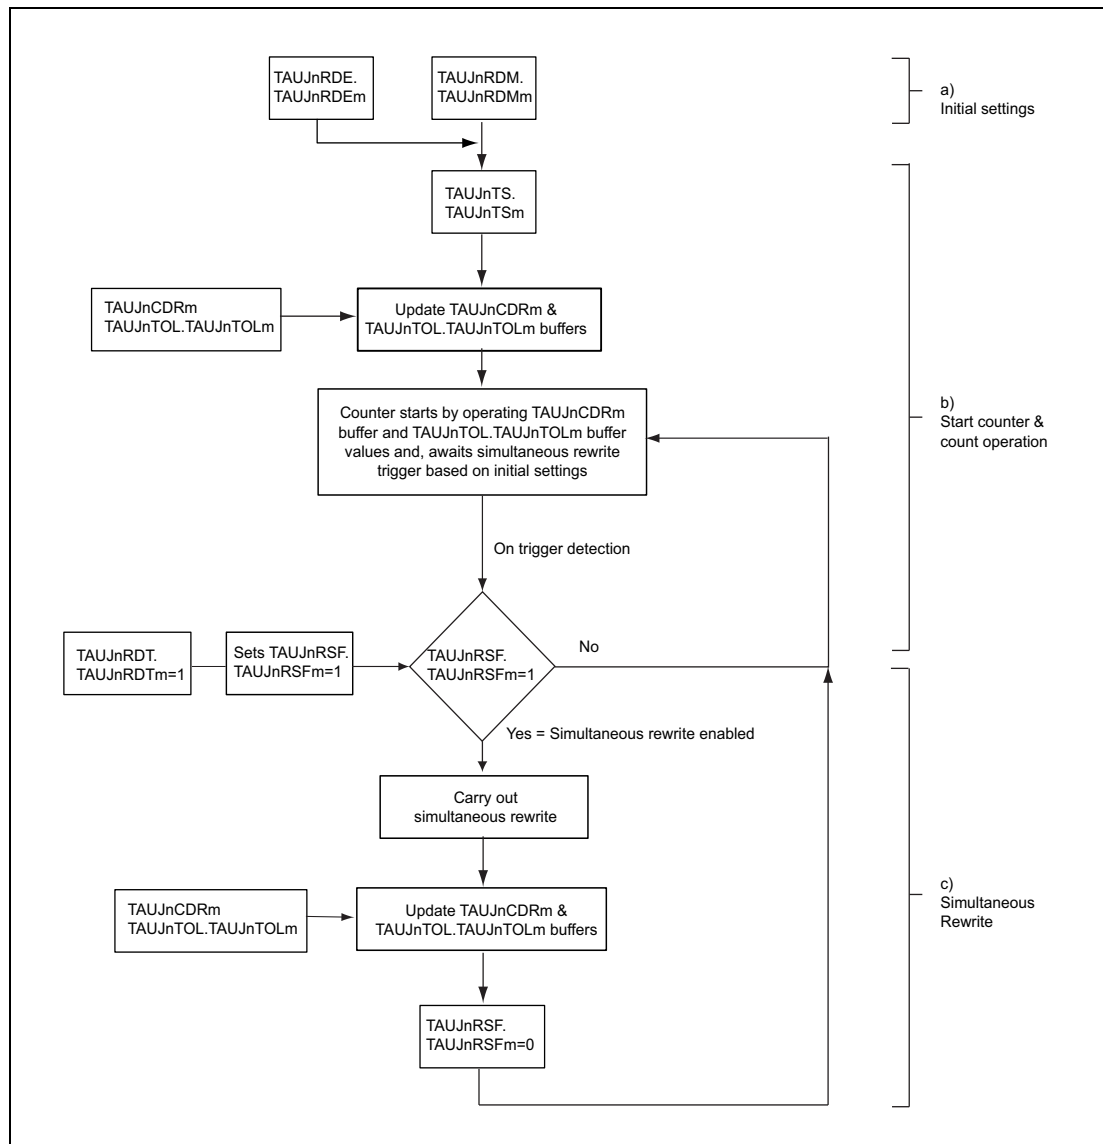 TAUJnRDE.
TAUJnRDEm
TAUJnRDM.
TAUJnRDMm
a)
Initial settings
TAUJnTS.
TAUJnTSm
TAUJnCDRm
TAUJnTOL.TAUJnTOLm
Update TAUJnCDRm &
TAUJnTOL.TAUJnTOLm buffers
Counter starts by operating TAUJnCDRm
buffer and TAUJnTOL.TAUJnTOLm buffer
values and, awaits simultaneous rewrite
trigger based on initial settings
b)
Start counter &
count operation
On trigger detection
TAUJnRDT.
TAUJnRDTm=1
Sets TAUJnRSF.
TAUJnRSFm=1
TAUJnRSF.
TAUJnRSFm=1
No
Yes = Simultaneous rewrite enabled
Carry out
simultaneous rewrite
TAUJnCDRm
TAUJnTOL.TAUJnTOLm
Update TAUJnCDRm &
TAUJnTOL.TAUJnTOLm buffers
c)
Simultaneous
Rewrite
TAUJnRSF.
TAUJnRSFm=0